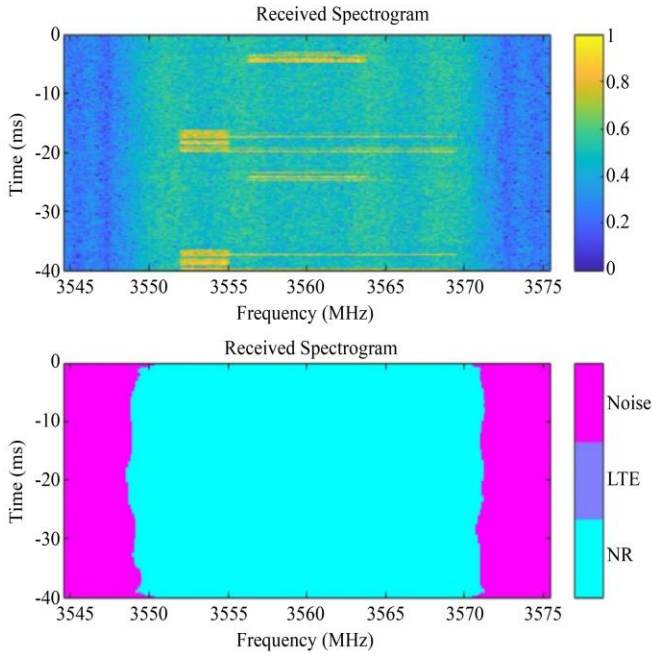 Received Spectrogram
0
-10
-20
-30
-40
Time (ms)
3545 3550 3555 3560 3565 3570 3575
Frequency (MHz)
1
0.8
0.6
0.4
0.2
0
Received Spectrogram
0
-10
-20
-30
-40
Time (ms)
3545 3550 3555 3560 3565 3570 3575
Frequency (MHz)
Noise
LTE
NR